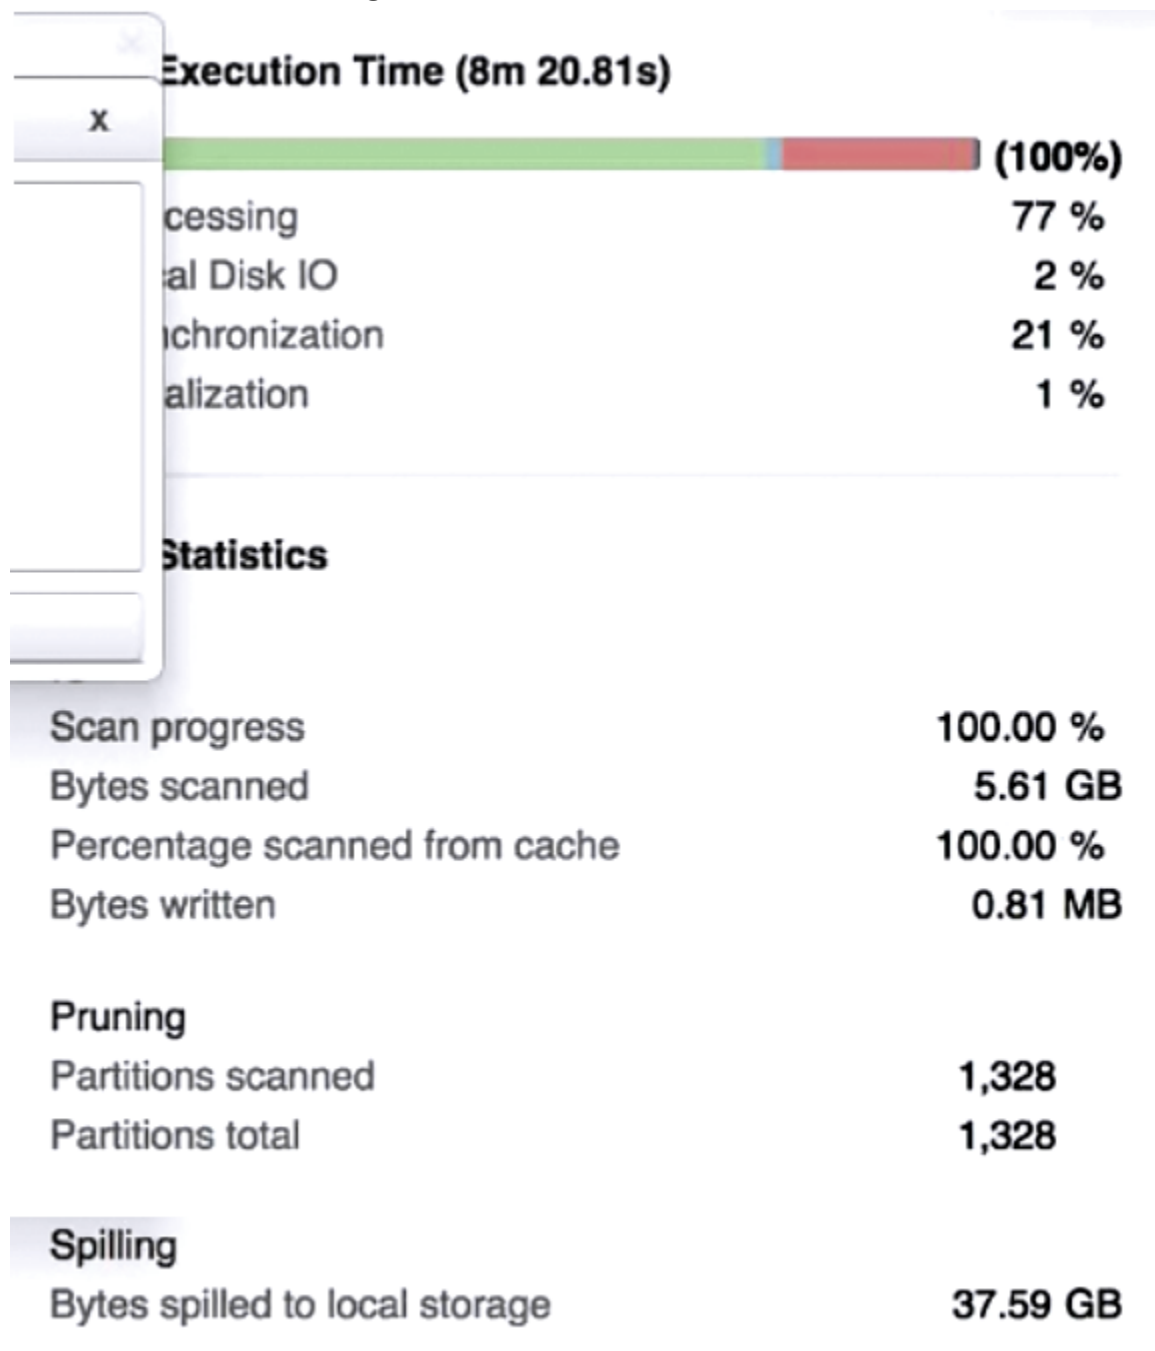 x
Execution Time (8m 20.81s)
(100%)
cessing 77 %
al Disk IO 2 %
nchronization 21 %
alization 1 %
Statistics
Scan progress 100.00 %
Bytes scanned 5.61 GB
Percentage scanned from cache 100.00 %
Bytes written 0.81 MB
Pruning
Partitions scanned 1,328
Partitions total 1,328
Spilling
Bytes spilled to local storage 37.59 GB